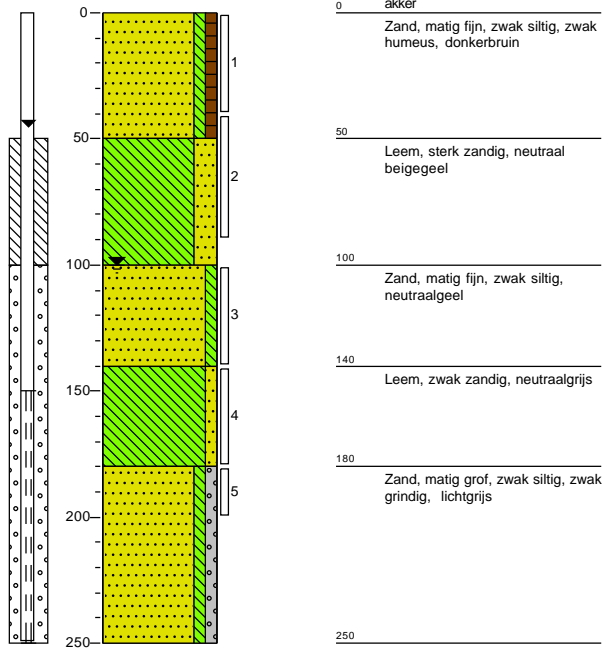 0
50
100
150
200
250
1
2
3
4
5
0
akker
Zand, matig fijn, zwak siltig, zwak
humeus, donkerbruin
50
Leem, sterk zandig, neutraal
beigegeel
100
Zand, matig fijn, zwak siltig,
neutraalgeel
140
Leem, zwak zandig, neutraalgrijs
180
Zand, matig grof, zwak siltig, zwak
grindig, lichtgrijs
250